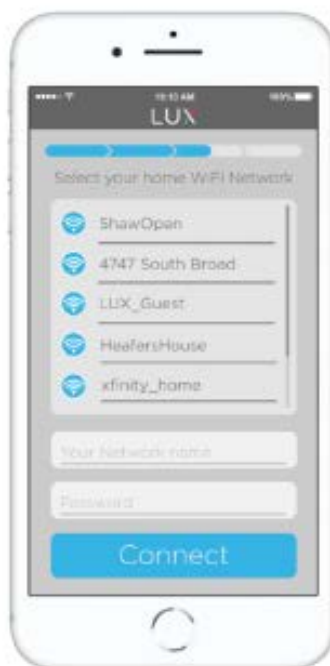 10:10 AM 100%
LUX
Select your home WiFi Network
ShawOpen
4747 South Broad
LUX_Guest
HeafersHouse
xfinity_home
Your Network name
Password
Connect